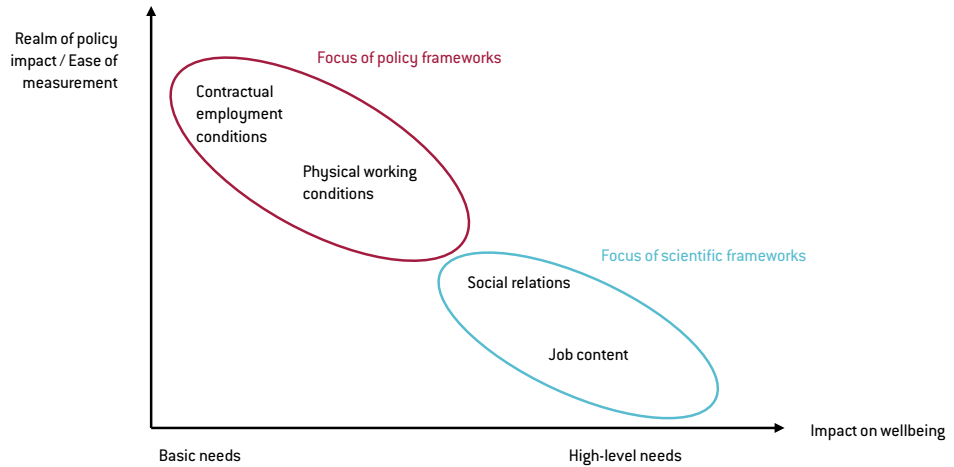 Realm of policy
impact / Ease of
measurement
Focus of policy frameworks
Contractual
employment
conditions
Physical working
conditions
Focus of scientific frameworks
Social relations
Job content
Impact on wellbeing
Basic needs
High-level needs